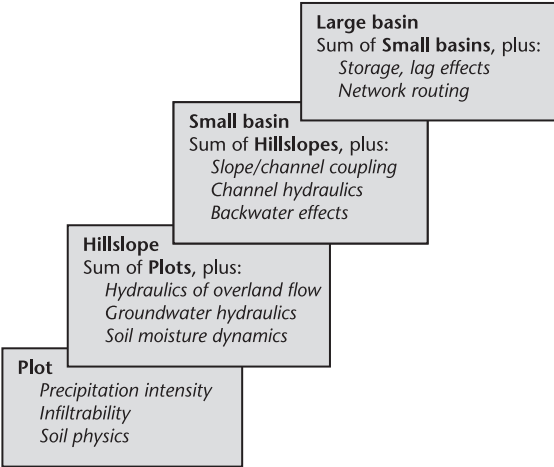 Large basin
Sum of Small basins, plus:
Storage, lag effects
Network routing
Small basin
Sum of Hillslopes, plus:
Slope/channel coupling
Channel hydraulics
Backwater effects
Hillslope
Sum of Plots, plus:
Hydraulics of overland flow
Groundwater hydraulics
Soil moisture dynamics
Plot
Precipitation intensity
Infiltrability
Soil physics